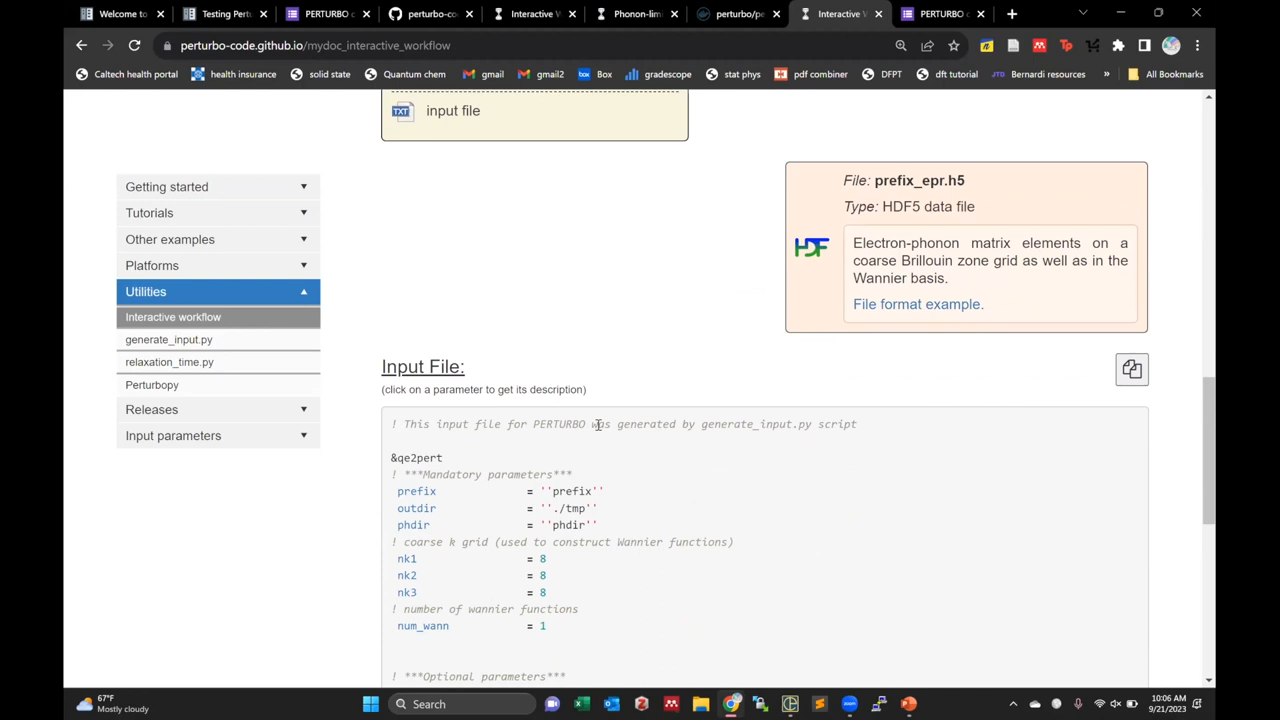 Welcome to
Testing Pertu
PERTURBO c
perturbo-co
Interactive W
Phonon-lim
perturbo/pe
Interactive W
PERTURBO c
perturbo-code.github.io/mydoc_interactive_workflow
Caltech health portal
health insurance
solid state
Quantum chem
gmail
gmail2
Box
gradescope
stat phys
pdf combiner
DFPT
dft tutorial
Bernardi resources
»
All Bookmarks
TXT
input file
File: prefix_epr.h5
Type: HDF5 data file
HDF
Electron-phonon matrix elements on a
coarse Brillouin zone grid as well as in the
Wannier basis.
File format example.
Getting started
Tutorials
Other examples
Platforms
Utilities
Interactive workflow
generate_input.py
relaxation_time.py
Perturbopy
Releases
Input parameters
Input File:
(click on a parameter to get its description)
! This input file for PERTURBO was generated by generate_input.py script
&qe2pert
! ***Mandatory parameters***
prefix = ''prefix''
outdir = ''./tmp''
phdir = ''phdir''
! coarse k grid (used to construct Wannier functions)
nk1 = 8
nk2 = 8
nk3 = 8
! number of wannier functions
num_wann = 1
! ***Optional parameters***
67°F
Mostly cloudy
Search
10:06 AM
9/21/2023